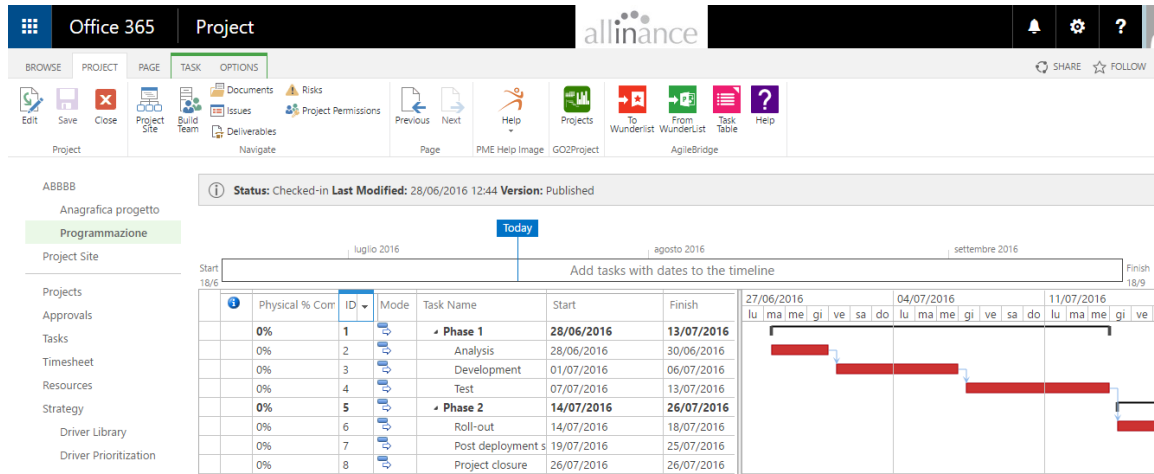 Office 365 Project allinance ?
BROWSE PROJECT PAGE TASK OPTIONS SHARE FOLLOW
Edit Save Close Project Site Build Team Documents Issues Deliverables Risks Project Permissions Previous Next Help Projects To Wunderlist From WunderList Task Table Help
Project Navigate Page PME Help Image GO2Project AgileBridge
ABBBB
Anagrafica progetto
Programmazione
Project Site
Projects
Approvals
Tasks
Timesheet
Resources
Strategy
Driver Library
Driver Prioritization
Status: Checked-in Last Modified: 28/06/2016 12:44 Version: Published
Today
luglio 2016 agosto 2016 settembre 2016
Start 18/6 Add tasks with dates to the timeline Finish 18/9
Physical % Com ID Mode Task Name Start Finish 27/06/2016 04/07/2016 11/07/2016
lu ma me gi ve sa do lu ma me gi ve sa do lu ma me gi ve
0% 1 Phase 1 28/06/2016 13/07/2016
0% 2 Analysis 28/06/2016 30/06/2016
0% 3 Development 01/07/2016 06/07/2016
0% 4 Test 07/07/2016 13/07/2016
0% 5 Phase 2 14/07/2016 26/07/2016
0% 6 Roll-out 14/07/2016 18/07/2016
0% 7 Post deployment s 19/07/2016 25/07/2016
0% 8 Project closure 26/07/2016 26/07/2016